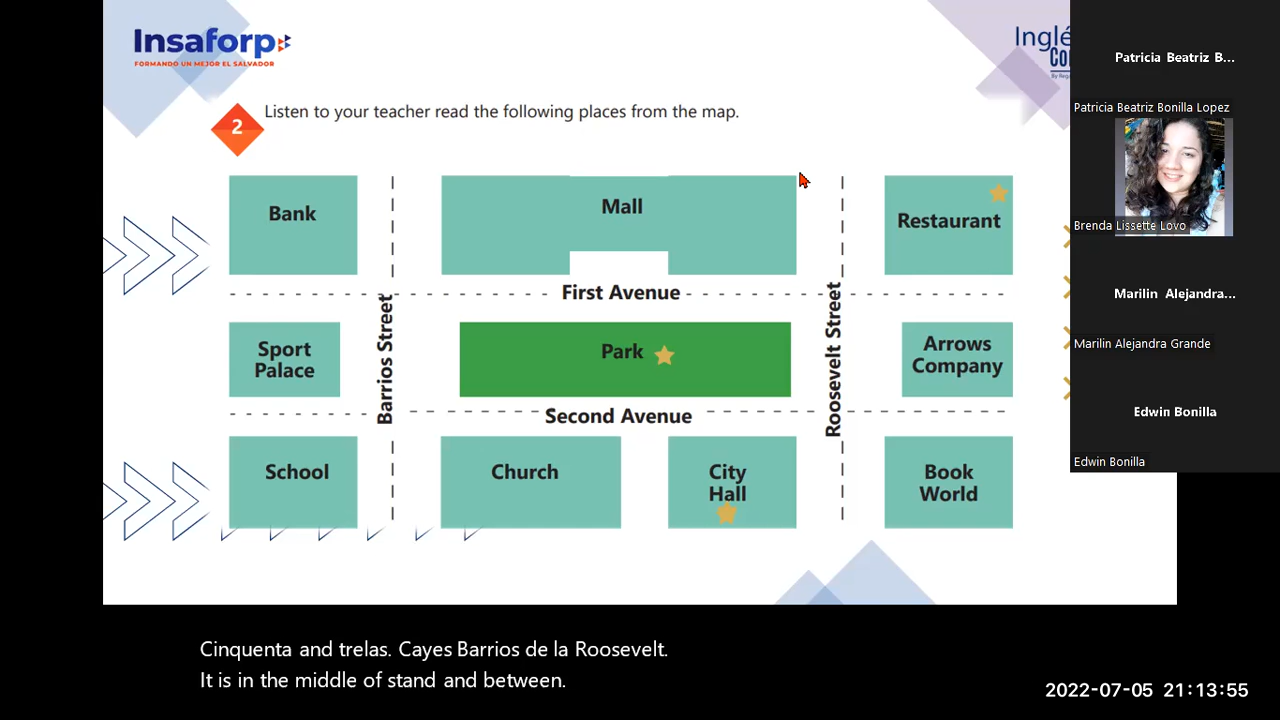 Insaforp
FORMANDO UN MEJOR EL SALVADOR
Inglé
2
Listen to your teacher read the following places from the map.
Bank
Mall
Restaurant
First Avenue
Barrios Street
Roosevelt Street
Sport
Palace
Park
Arrows
Company
Second Avenue
School
Church
City
Hall
Book
World
Patricia Beatriz B...
Patricia Beatriz Bonilla Lopez
Brenda Lissette Lovo
Marilin Alejandra...
Marilin Alejandra Grande
Edwin Bonilla
Edwin Bonilla
Cinquenta and trelas. Cayes Barrios de la Roosevelt.
It is in the middle of stand and between.
2022-07-05 21:13:55